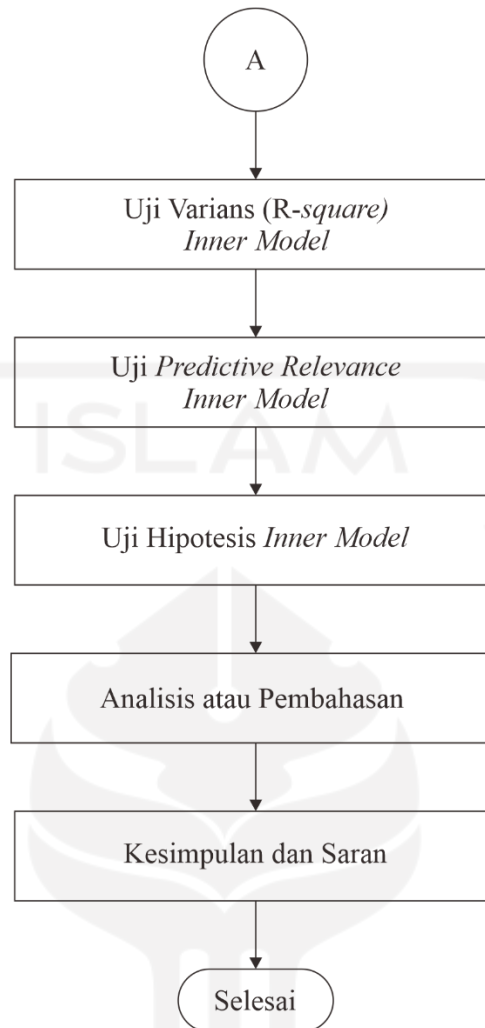 A
Uji Varians (R-square)
Inner Model
Uji Predictive Relevance
Inner Model
ISLAM
Uji Hipotesis Inner Model
Analisis atau Pembahasan
Kesimpulan dan Saran
Selesai